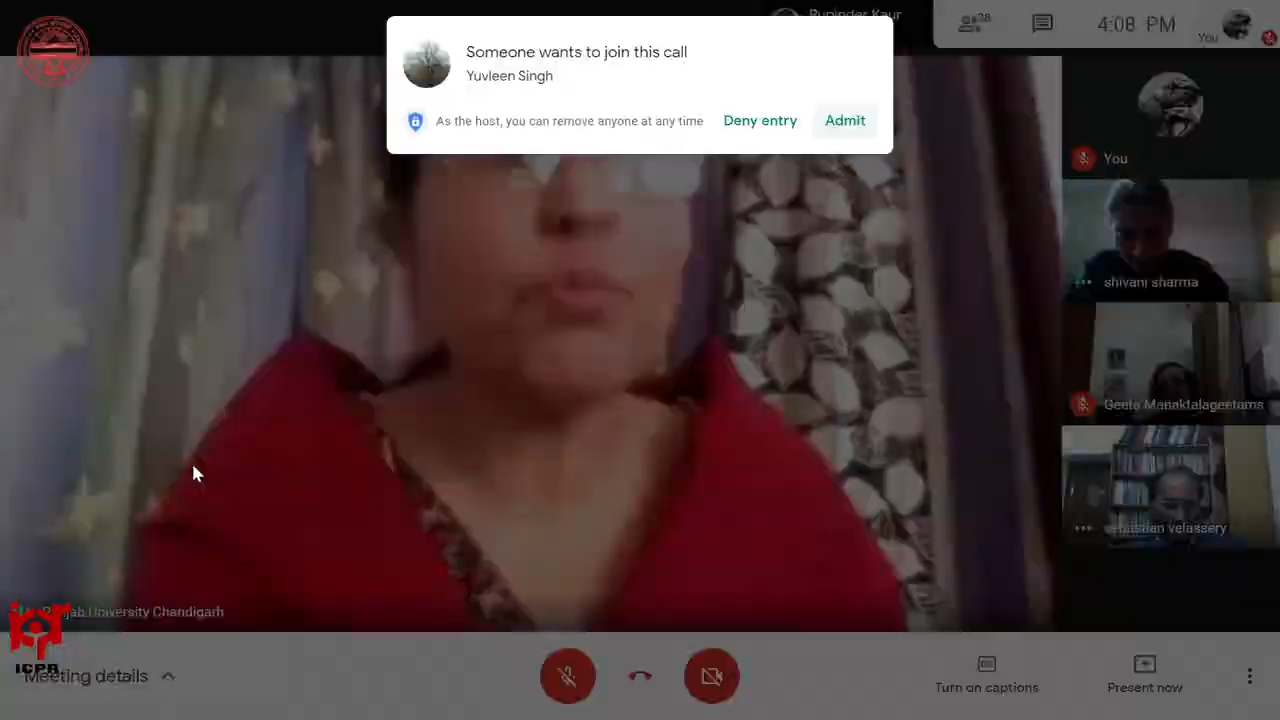 Rupinder Kaur
38
4:08 PM
You
Someone wants to join this call
Yuvleen Singh
As the host, you can remove anyone at any time
Deny entry
Admit
You
shivani sharma
Geeta Manaktalageetams
velassery
University Chandigarh
ICPR
Meeting details
Turn on captions
Present now